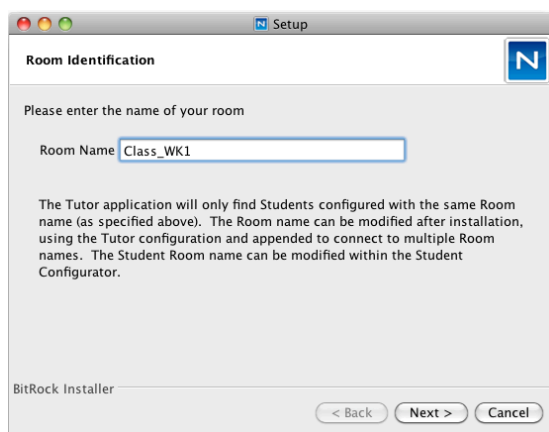 Setup
Room Identification
N
Please enter the name of your room
Room Name Class_WK1
The Tutor application will only find Students configured with the same Room
name (as specified above).  The Room name can be modified after installation,
using the Tutor configuration and appended to connect to multiple Room
names.  The Student Room name can be modified within the Student
Configurator.
BitRock Installer
< Back Next > Cancel